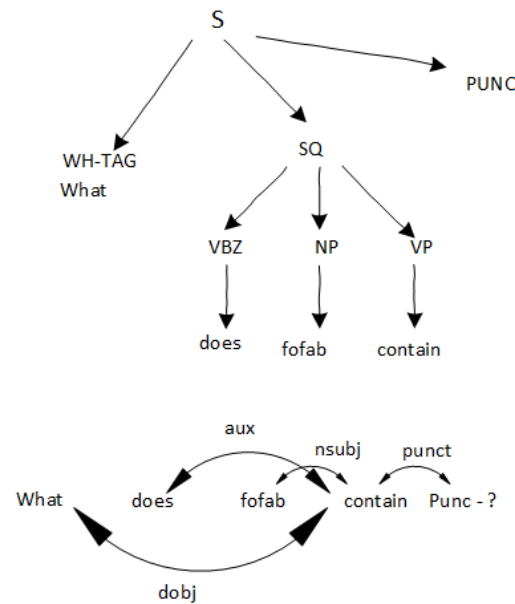 S
PUNC
WH-TAG
What
SQ
VBZ NP VP
does fofab contain
aux
nsubj punct
What does fofab contain Punc - ?
dobj